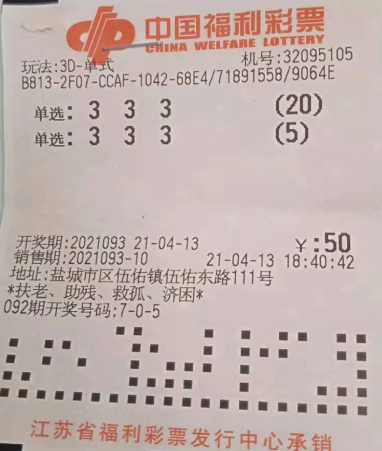 中国福利彩票
CHINA WELFARE LOTTERY
玩法:3D-单式 机号:32095105
B813-2F07-CCAF-1042-68E4/71891558/9064E
单选: 3 3 3 (20)
单选: 3 3 3 (5)
开奖期:2021093 21-04-13 ¥:50
销售期:2021093-10 21-04-13 18:40:42
地址:盐城市区伍佑镇伍佑东路111号
*扶老、助残、救孤、济困*
092期开奖号码:7-0-5
江苏省福利彩票发行中心承销